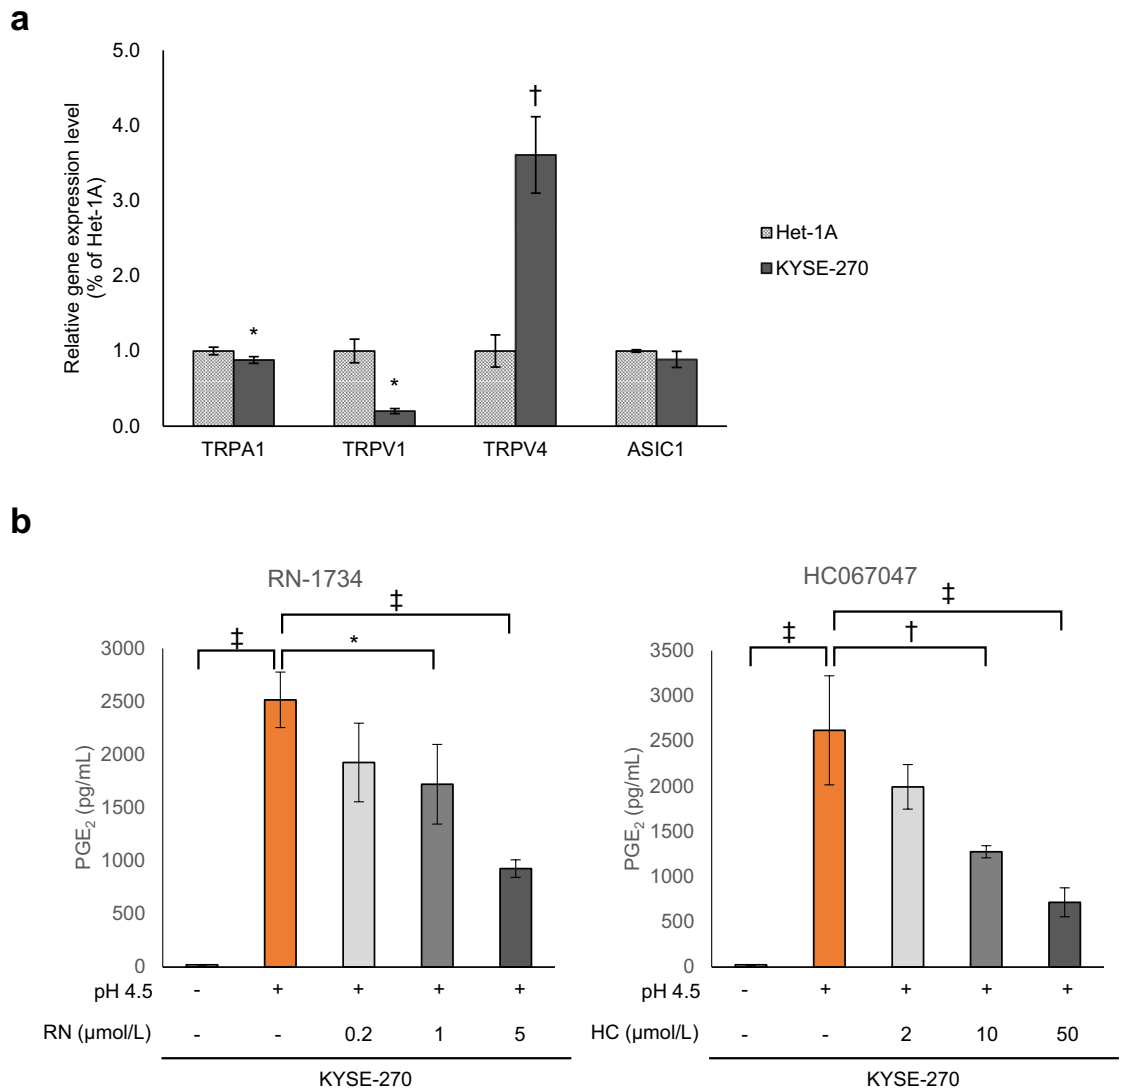 a
Relative gene expression level
(% of Het-1A)
5.0
4.0
3.0
2.0
1.0
0.0
*
*
†
TRPA1 TRPV1 TRPV4 ASIC1
Het-1A
KYSE-270
b
RN-1734
‡
‡ *
PGE₂ (pg/mL)
3000
2500
2000
1500
1000
500
0
pH 4.5 - + + + +
RN (µmol/L) - - 0.2 1 5
KYSE-270
HC067047
‡
‡ †
PGE₂ (pg/mL)
3500
3000
2500
2000
1500
1000
500
0
pH 4.5 - + + + +
HC (µmol/L) - - 2 10 50
KYSE-270